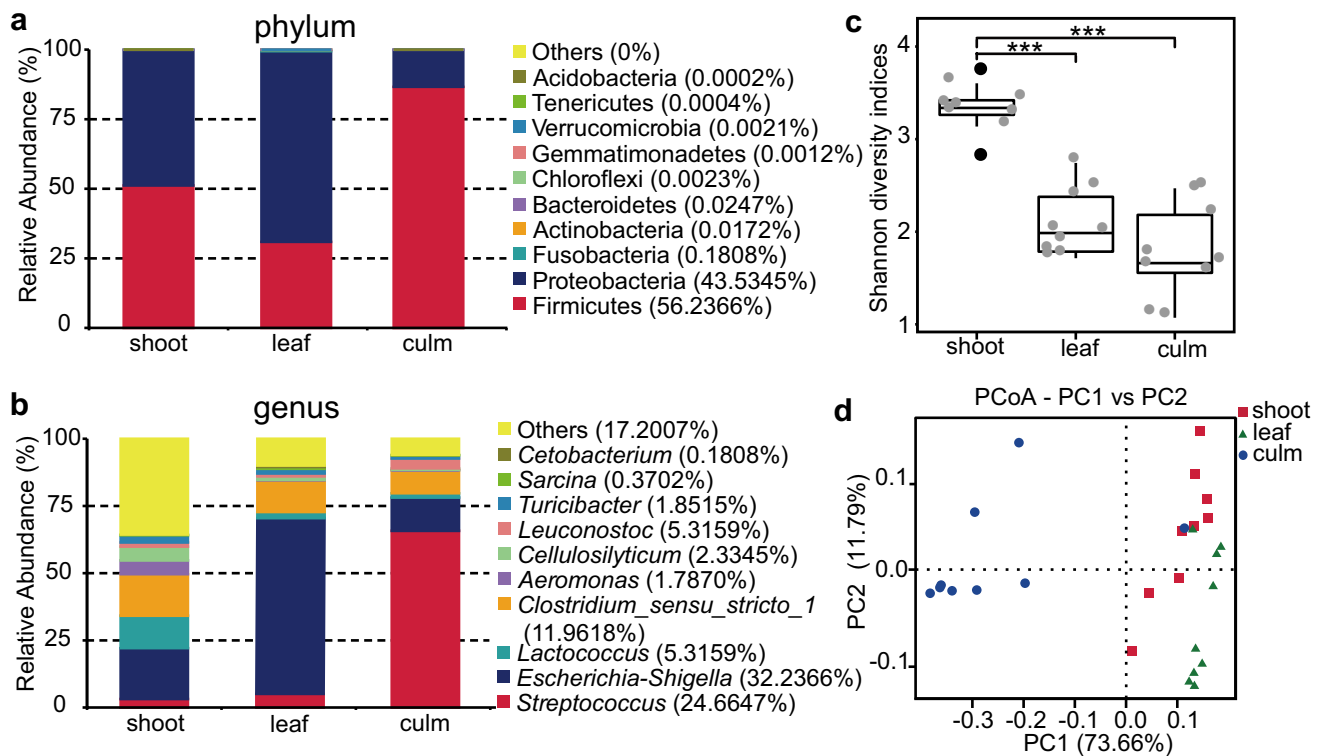 a
phylum
Relative Abundance (%)
100
75
50
25
0
shoot
leaf
culm
Others (0%)
Acidobacteria (0.0002%)
Tenericutes (0.0004%)
Verrucomicrobia (0.0021%)
Gemmatimonadetes (0.0012%)
Chloroflexi (0.0023%)
Bacteroidetes (0.0247%)
Actinobacteria (0.0172%)
Fusobacteria (0.1808%)
Proteobacteria (43.5345%)
Firmicutes (56.2366%)
b
genus
Relative Abundance (%)
100
75
50
25
0
shoot
leaf
culm
Others (17.2007%)
Cetobacterium (0.1808%)
Sarcina (0.3702%)
Turicibacter (1.8515%)
Leuconostoc (5.3159%)
Cellulosilyticum (2.3345%)
Aeromonas (1.7870%)
Clostridium_sensu_stricto_1
(11.9618%)
Lactococcus (5.3159%)
Escherichia-Shigella (32.2366%)
Streptococcus (24.6647%)
c
Shannon diversity indices
4
3
2
1
***
***
shoot
leaf
culm
d
PCoA - PC1 vs PC2
shoot
leaf
culm
PC2 (11.79%)
0.1
0.0
-0.1
-0.3
-0.2
-0.1
0.0
0.1
PC1 (73.66%)